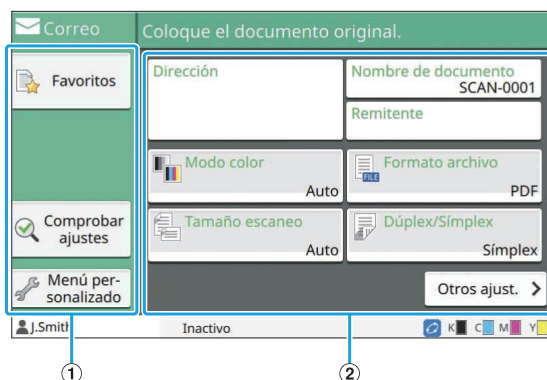 Correo
Coloque el documento original.
Favoritos
Comprobar
ajustes
Menú per-
sonalizado
Dirección
Nombre de documento
SCAN-0001
Remitente
Modo color
Auto
Formato archivo
FILE
PDF
Tamaño escaneo
Auto
Dúplex/Símplex
Símplex
Otros ajust.
J.Smith
Inactivo
K C M Y
1
2